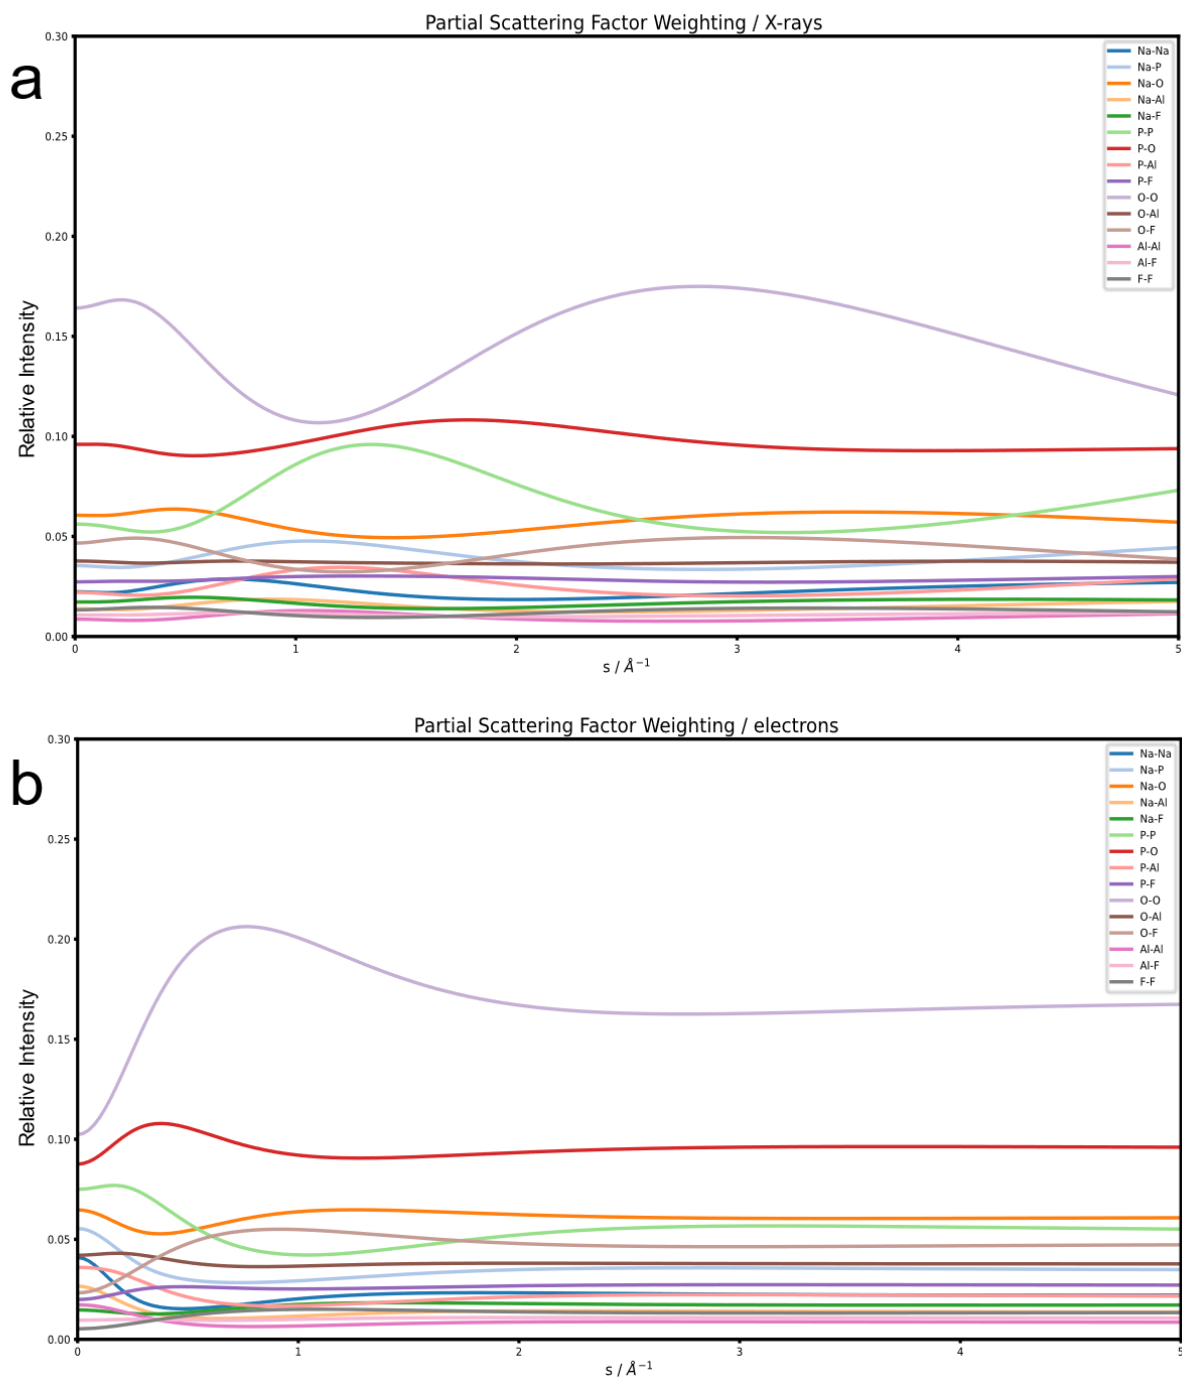 Partial Scattering Factor Weighting / X-rays
a
0.30
0.25
0.20
0.15
0.10
0.05
0.00
Relative Intensity
Na-Na
Na-P
Na-O
Na-Al
Na-F
P-P
P-O
P-Al
P-F
O-O
O-Al
O-F
Al-Al
Al-F
F-F
0 1 2 3 4 5
s / Å⁻¹
Partial Scattering Factor Weighting / electrons
b
0.30
0.25
0.20
0.15
0.10
0.05
0.00
Relative Intensity
Na-Na
Na-P
Na-O
Na-Al
Na-F
P-P
P-O
P-Al
P-F
O-O
O-Al
O-F
Al-Al
Al-F
F-F
0 1 2 3 4 5
s / Å⁻¹